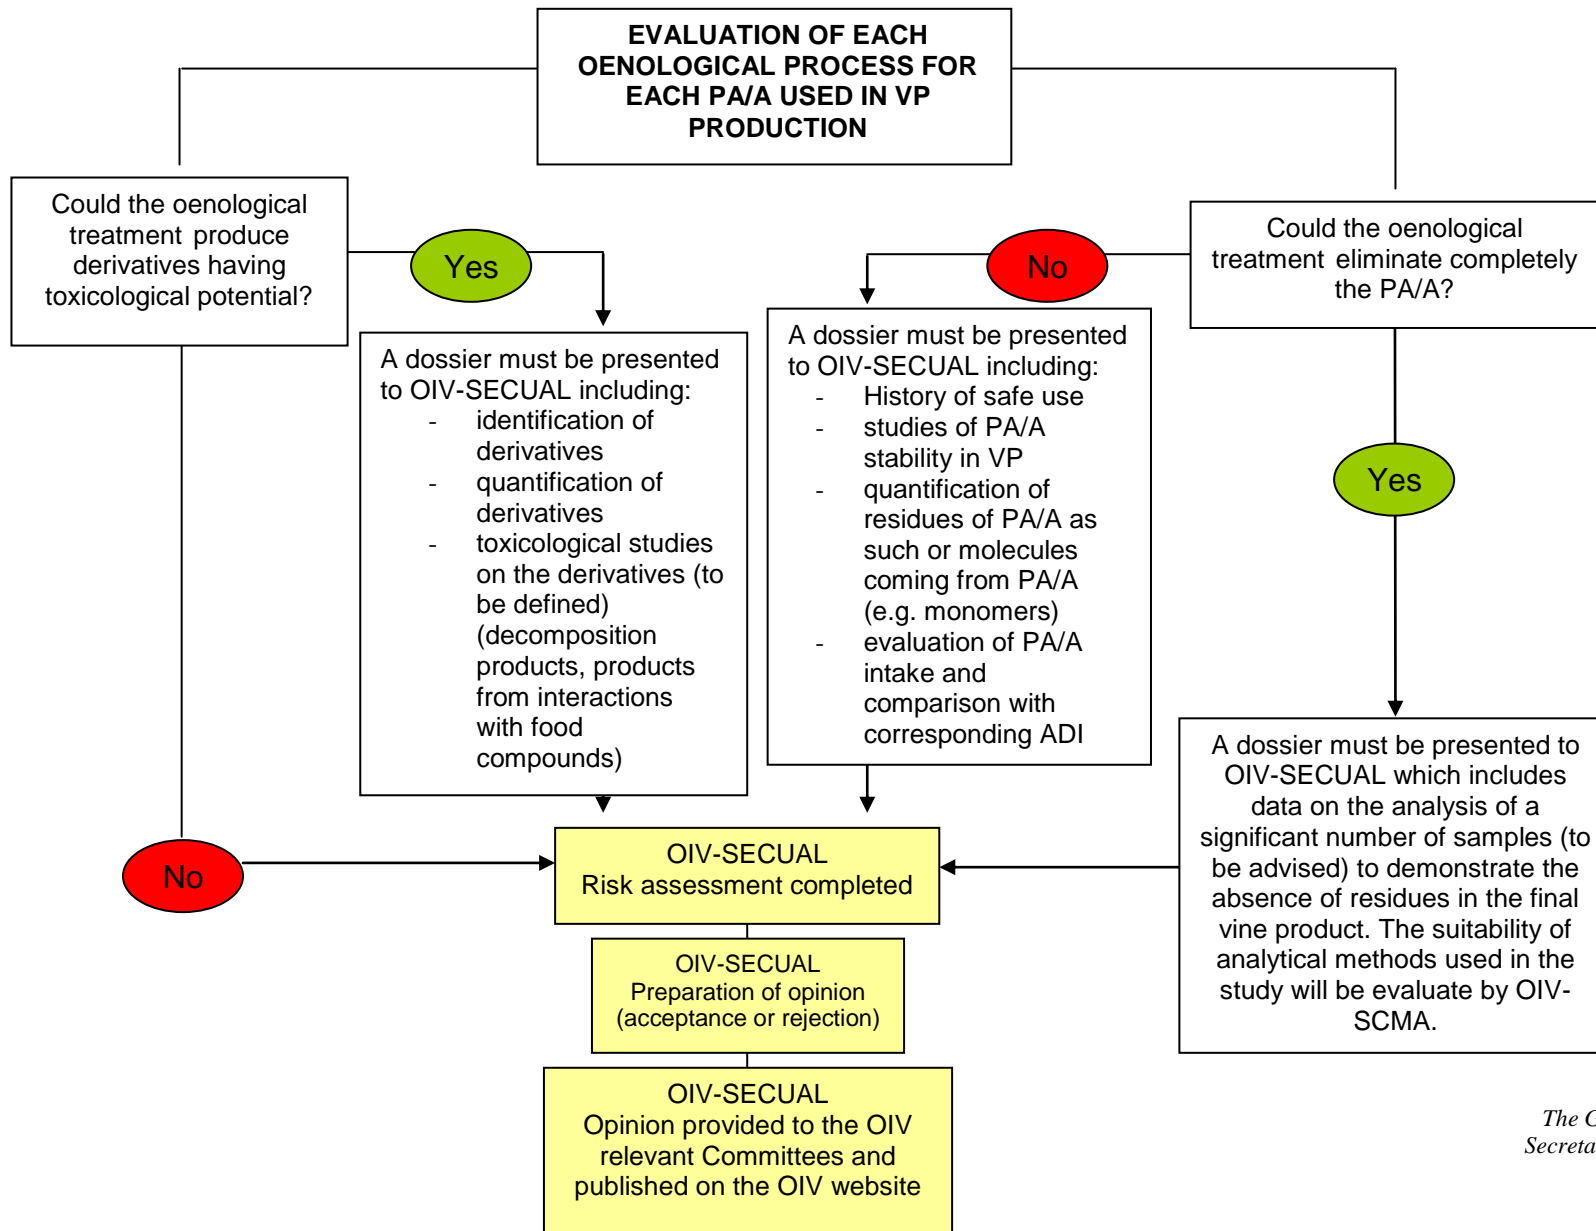 EVALUATION OF EACH
OENOLOGICAL PROCESS FOR
EACH PA/A USED IN VP
PRODUCTION
Could the oenological
treatment produce
derivatives having
toxicological potential?
Yes
No
Could the oenological
treatment eliminate completely
the PA/A?
A dossier must be presented
to OIV-SECUAL including:
- identification of
derivatives
- quantification of
derivatives
- toxicological studies
on the derivatives (to
be defined)
(decomposition
products, products
from interactions
with food
compounds)
A dossier must be presented
to OIV-SECUAL including:
- History of safe use
- studies of PA/A
stability in VP
- quantification of
residues of PA/A as
such or molecules
coming from PA/A
(e.g. monomers)
- evaluation of PA/A
intake and
comparison with
corresponding ADI
Yes
A dossier must be presented to
OIV-SECUAL which includes
data on the analysis of a
significant number of samples (to
be advised) to demonstrate the
absence of residues in the final
vine product. The suitability of
analytical methods used in the
study will be evaluate by OIV-
SCMA.
No
OIV-SECUAL
Risk assessment completed
OIV-SECUAL
Preparation of opinion
(acceptance or rejection)
OIV-SECUAL
Opinion provided to the OIV
relevant Committees and
published on the OIV website
The G
Secreta